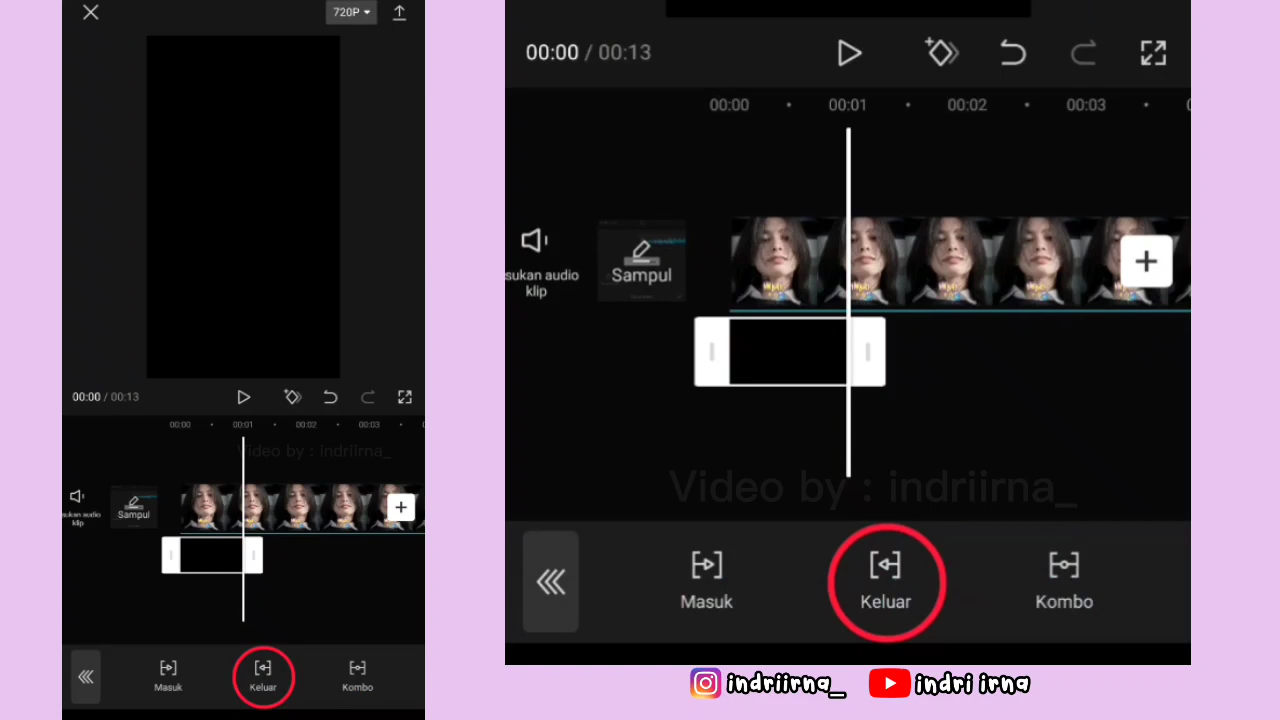 720P
00:00 / 00:13
00:00 00:01 00:02 00:03
Video by : indriirna_
sukan audio
klip
Sampul
Masuk
Keluar
Kombo
00:00 / 00:13
00:00 00:01 00:02 00:03
sukan audio
klip
Sampul
Video by : indriirna_
Masuk
Keluar
Kombo
indriirna_
indri irna